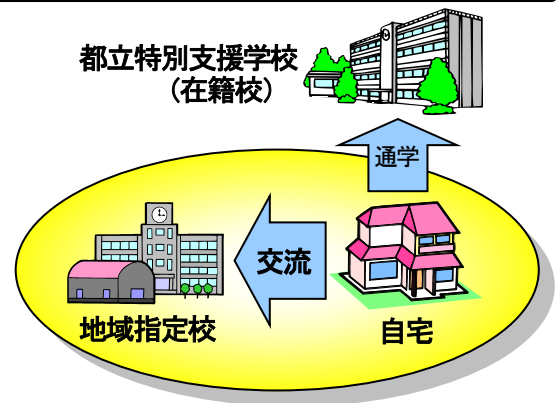 都立特別支援学校
（在籍校）
通学
交流
地域指定校
自宅